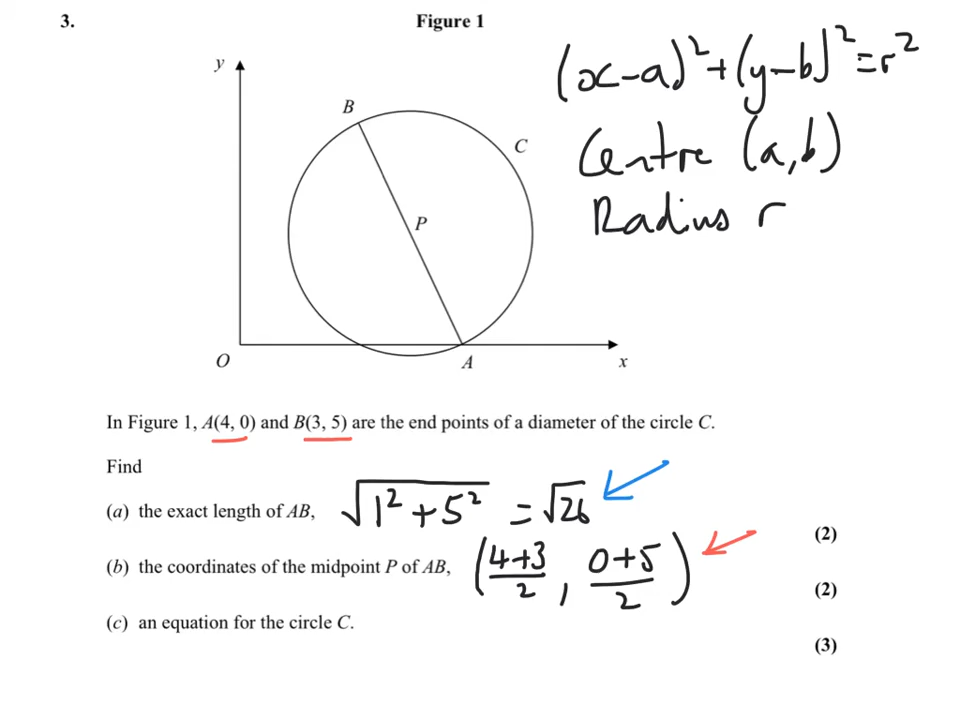 3.
Figure 1
(x-a)²+(y-b)²=r²
Centre (a,b)
Radius r
y
B
C
P
O
A
x
In Figure 1, A(4, 0) and B(3, 5) are the end points of a diameter of the circle C.
Find
(a) the exact length of AB, √(1²+5²) = √26
(2)
(b) the coordinates of the midpoint P of AB, ((4+3)/2, (0+5)/2)
(2)
(c) an equation for the circle C.
(3)